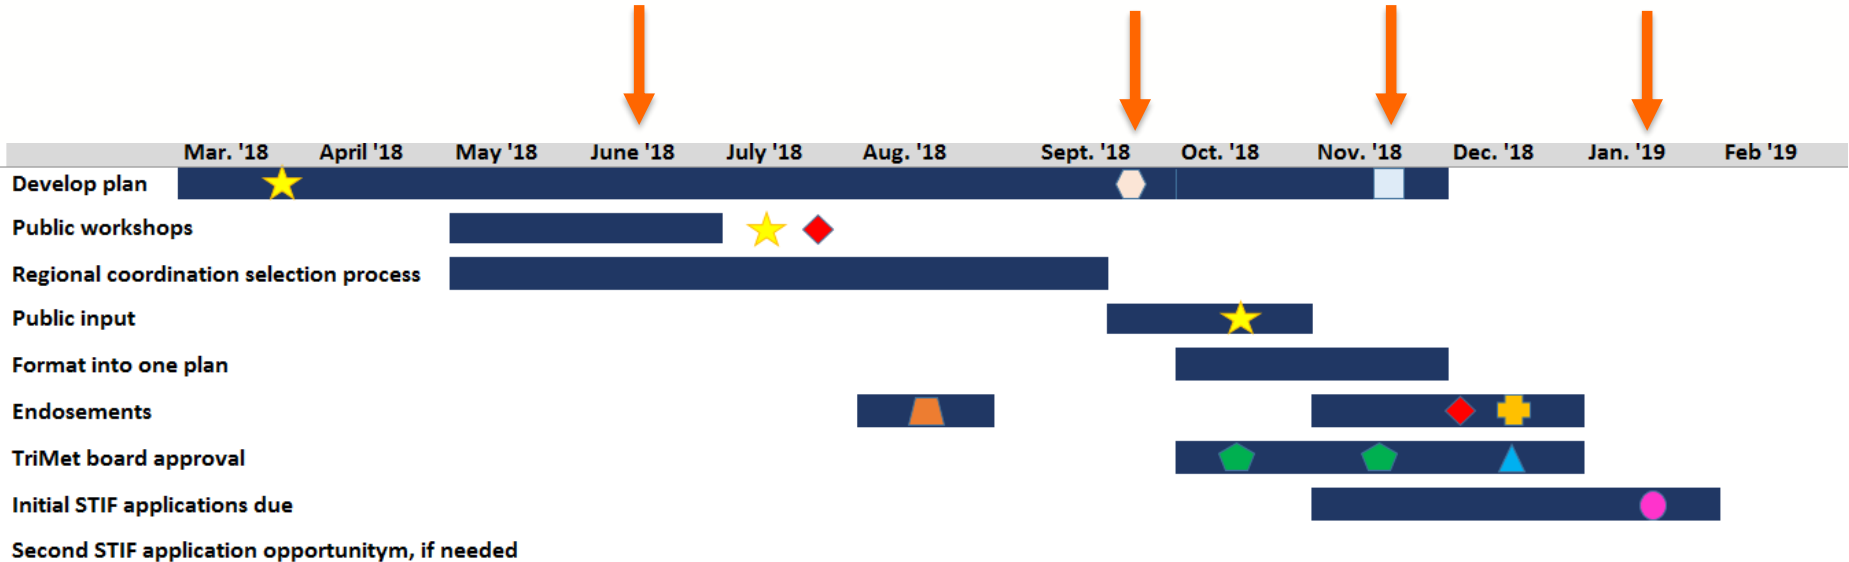 Mar. '18 April '18 May '18 June '18 July '18 Aug. '18 Sept. '18 Oct. '18 Nov. '18 Dec. '18 Jan. '19 Feb '19
Develop plan
Public workshops
Regional coordination selection process
Public input
Format into one plan
Endosements
TriMet board approval
Initial STIF applications due
Second STIF application opportunitym, if needed